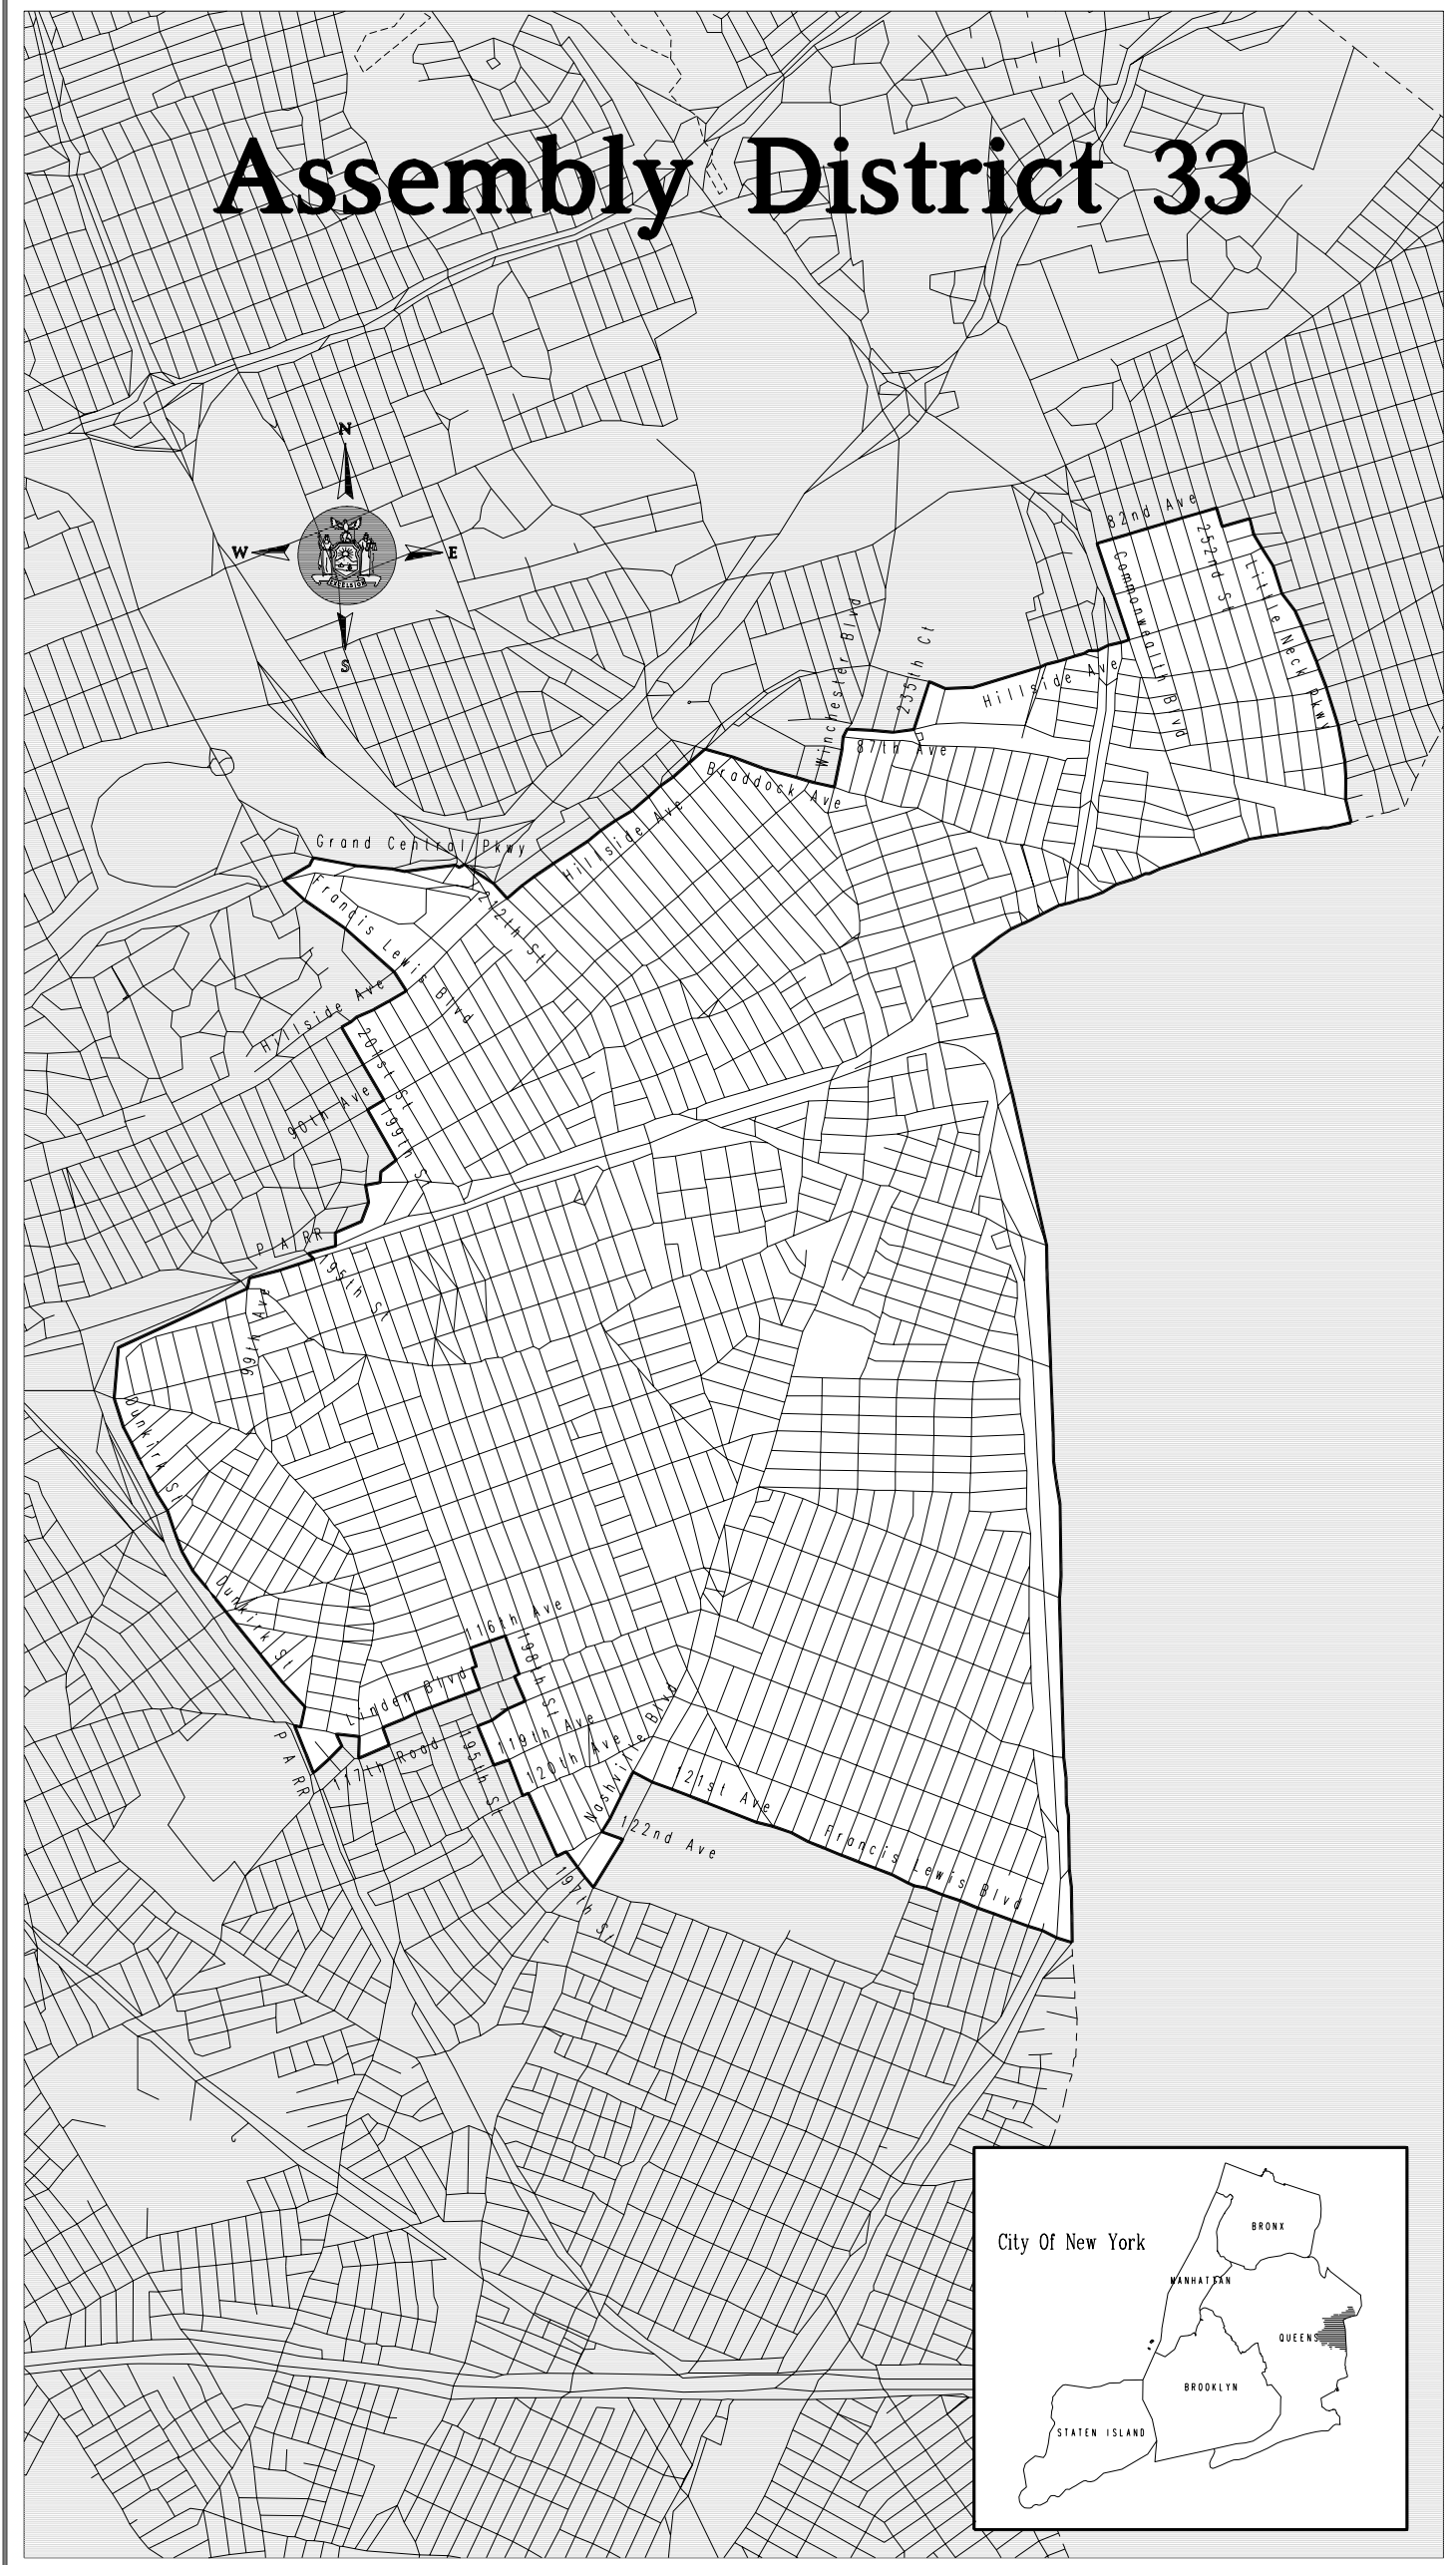 Assembly District 33
N
W
E
S
EXCELSIOR
82nd Ave
252nd St
Commonwealth Blvd
Little Neck Pkwy
Hillside Ave
235th Ct
Winchester Blvd
87th Ave
Braddock Ave
Hillside Ave
Grand Central Pkwy
212th St
Francis Lewis Blvd
Hillside Ave
201st St
90th Ave
199th St
P A RR
195th St
99th Ave
Dunkirk St
Dunkirk St
116th Ave
198th St
Linden Blvd
P A RR
117th Road
195th St
119th Ave
120th Ave
Nashville Blvd
121st Ave
122nd Ave
Francis Lewis Blvd
197th St
City Of New York
BRONX
MANHATTAN
QUEENS
BROOKLYN
STATEN ISLAND